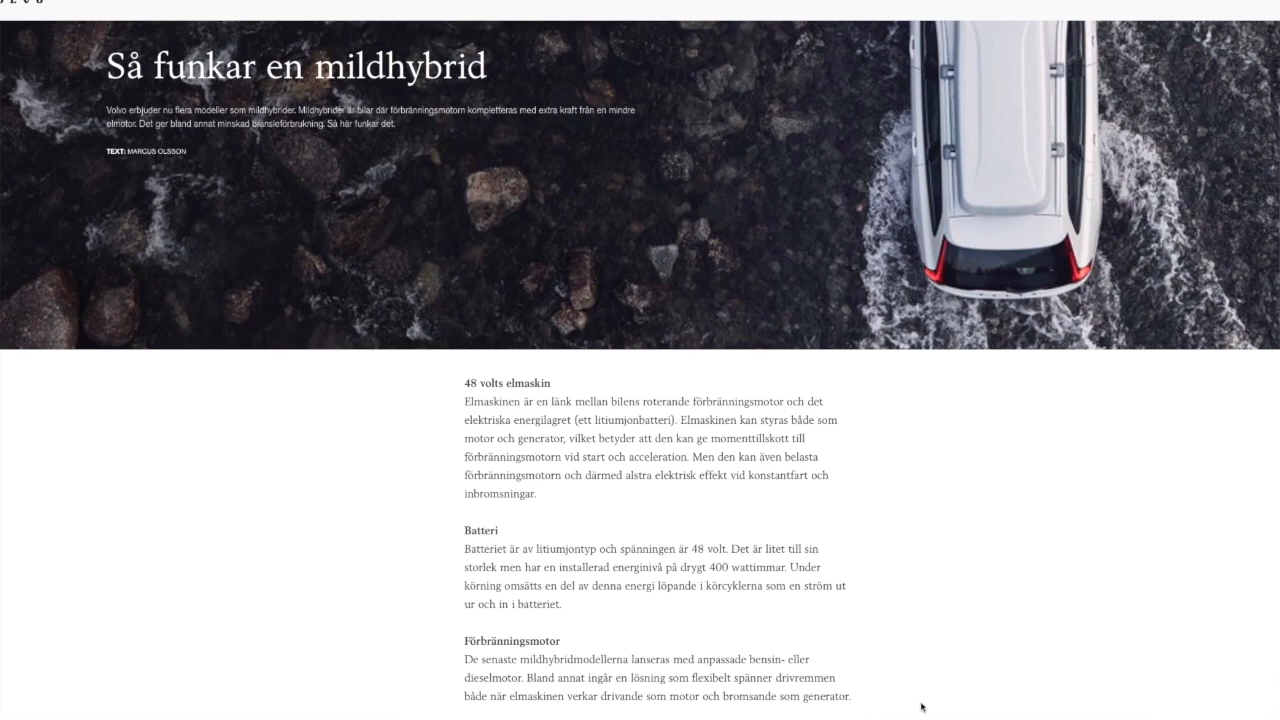 Så funkar en mildhybrid
Volvo erbjuder nu flera modeller som mildhybrider. Mildhybrider är bilar där förbränningsmotorn kompletteras med extra kraft från en mindre
elmotor. Det ger bland annat minskad bränsleförbrukning. Så här funkar det.
TEXT: MARCUS OLSSON
48 volts elmaskin
Elmaskinen är en länk mellan bilens roterande förbränningsmotor och det
elektriska energilagret (ett litiumjonbatteri). Elmaskinen kan styras både som
motor och generator, vilket betyder att den kan ge momenttillskott till
förbränningsmotorn vid start och acceleration. Men den kan även belasta
förbränningsmotorn och därmed alstra elektrisk effekt vid konstantfart och
inbromsningar.
Batteri
Batteriet är av litiumjontyp och spänningen är 48 volt. Det är litet till sin
storlek men har en installerad energinivå på drygt 400 wattimmar. Under
körning omsätts en del av denna energi löpande i körcyklerna som en ström ut
ur och in i batteriet.
Förbränningsmotor
De senaste mildhybridmodellerna lanseras med anpassade bensin- eller
dieselmotor. Bland annat ingår en lösning som flexibelt spänner drivremmen
både när elmaskinen verkar drivande som motor och bromsande som generator.